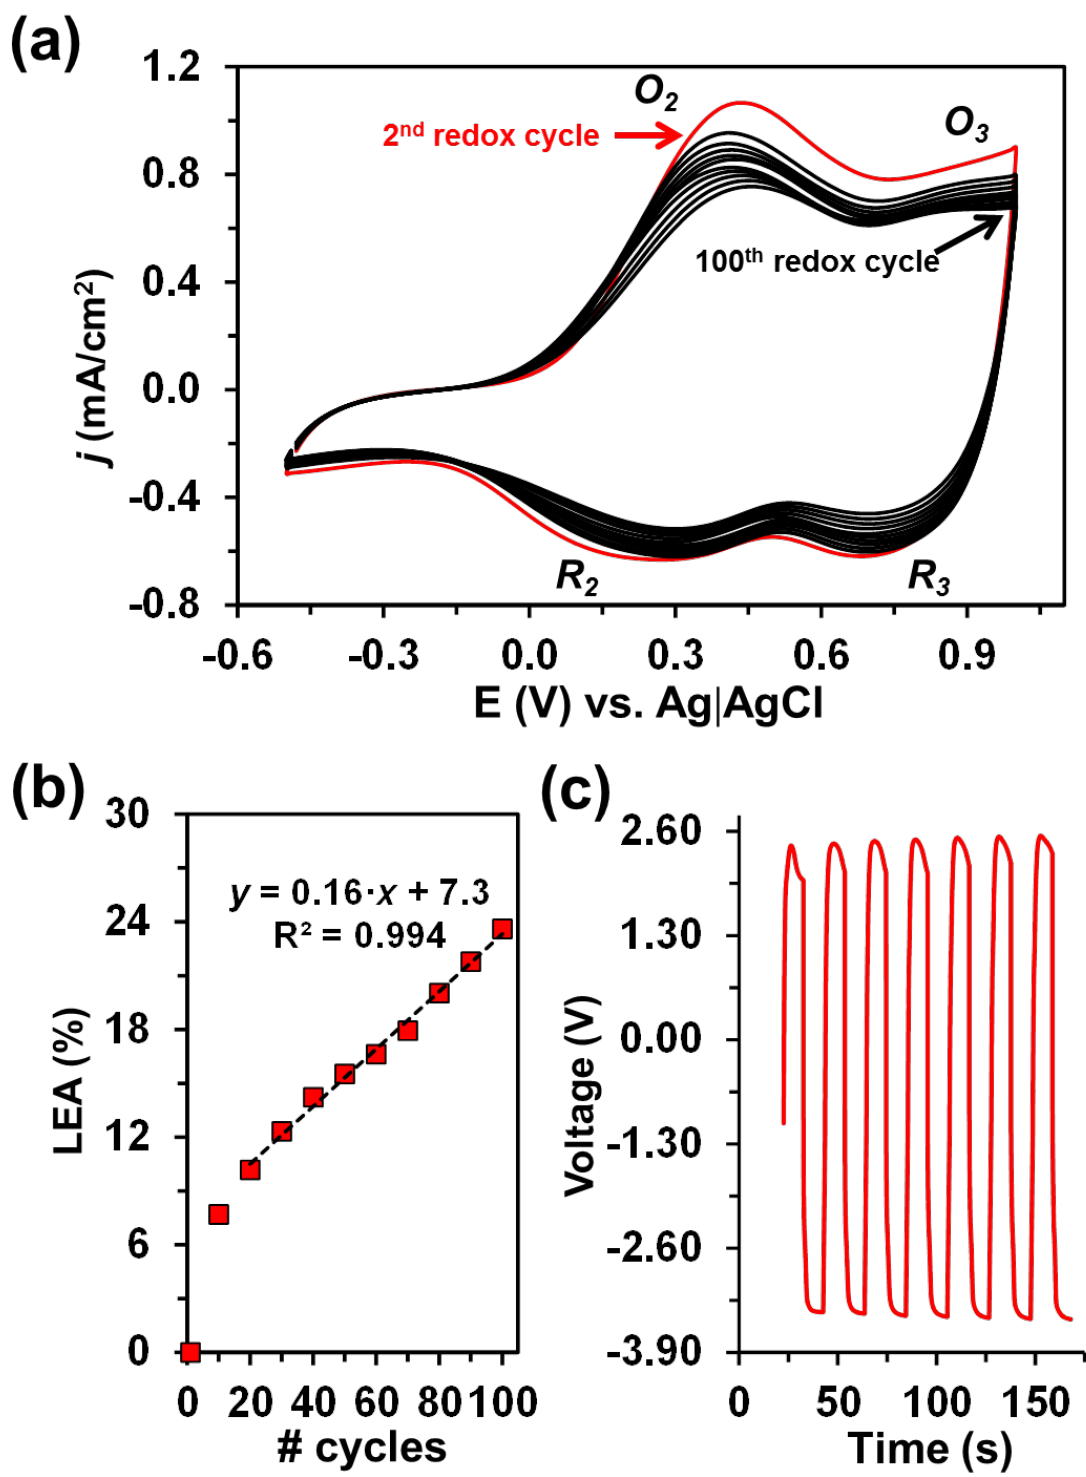 (a)
1.2
0.8
0.4
0.0
-0.4
-0.8
j (mA/cm²)
O₂
O₃
2ⁿᵈ redox cycle
100ᵗʰ redox cycle
R₂
R₃
-0.6 -0.3 0.0 0.3 0.6 0.9
E (V) vs. Ag|AgCl
(b)
30
24
18
12
6
0
LEA (%)
y = 0.16·x + 7.3
R² = 0.994
0 20 40 60 80 100
# cycles
(c)
2.60
1.30
0.00
-1.30
-2.60
-3.90
Voltage (V)
0 50 100 150
Time (s)